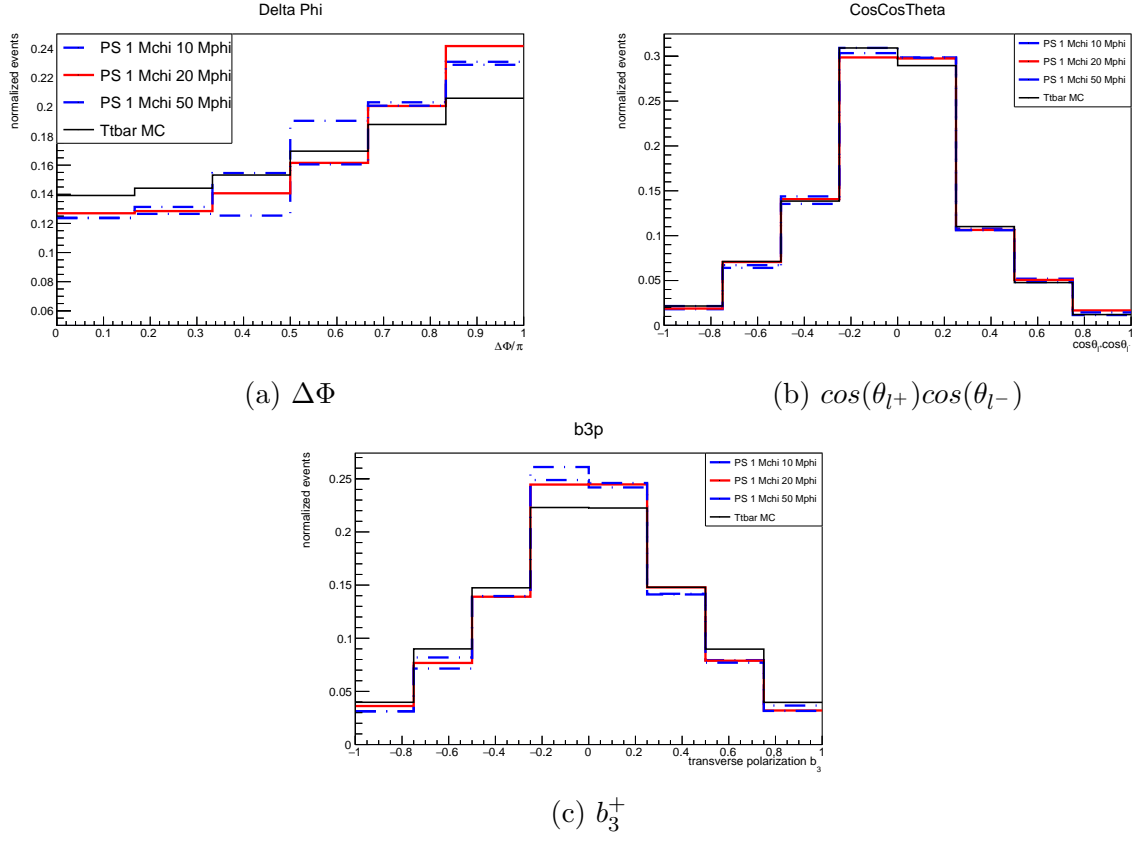 Delta Phi
normalized events
0.24
0.22
0.2
0.18
0.16
0.14
0.12
0.1
0.08
0.06
PS 1 Mchi 10 Mphi
PS 1 Mchi 20 Mphi
PS 1 Mchi 50 Mphi
Ttbar MC
0 0.1 0.2 0.3 0.4 0.5 0.6 0.7 0.8 0.9 1
ΔΦ/π
(a) ΔΦ
CosCosTheta
normalized events
0.3
0.25
0.2
0.15
0.1
0.05
0
PS 1 Mchi 10 Mphi
PS 1 Mchi 20 Mphi
PS 1 Mchi 50 Mphi
Ttbar MC
−1 −0.8 −0.6 −0.4 −0.2 0 0.2 0.4 0.6 0.8 1
cosθl+cosθl-
(b) cos(θl+)cos(θl−)
b3p
normalized events
0.25
0.2
0.15
0.1
0.05
0
PS 1 Mchi 10 Mphi
PS 1 Mchi 20 Mphi
PS 1 Mchi 50 Mphi
Ttbar MC
−1 −0.8 −0.6 −0.4 −0.2 0 0.2 0.4 0.6 0.8 1
transverse polarization b3
(c) b3+